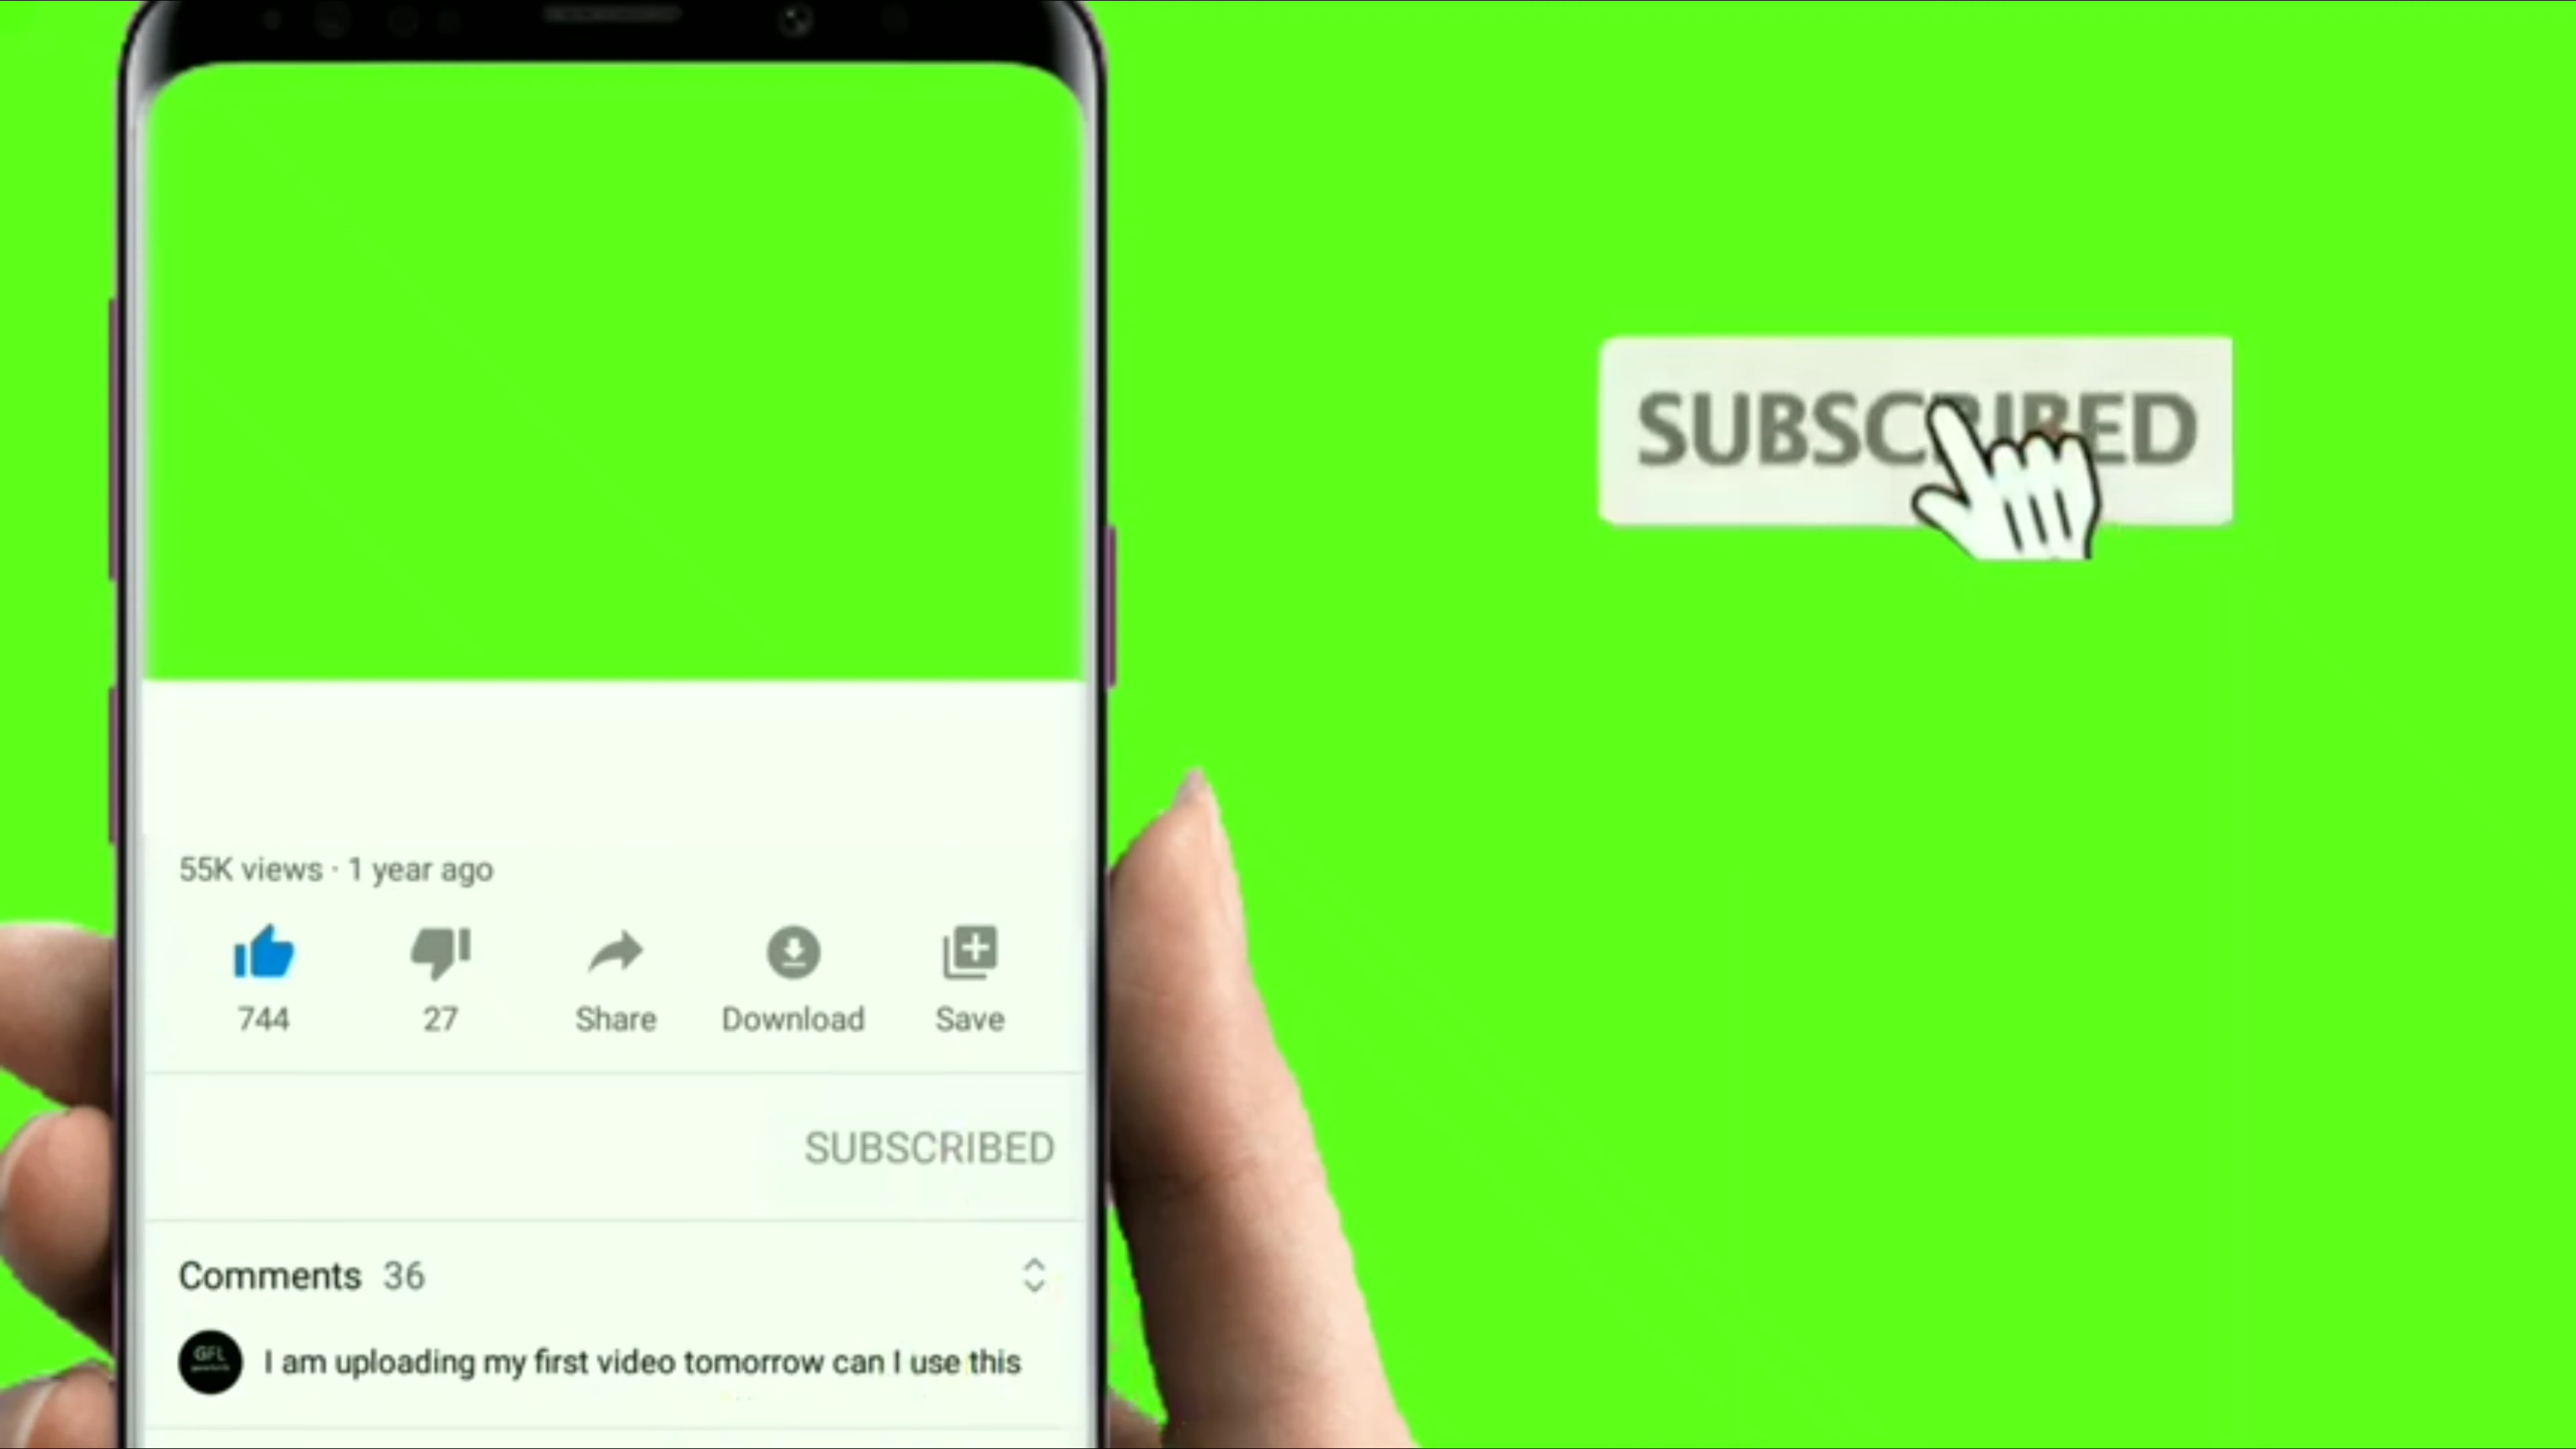 SUBSCRIBED
55K views · 1 year ago
744
27
Share
Download
Save
SUBSCRIBED
Comments 36
GFL
I am uploading my first video tomorrow can I use this